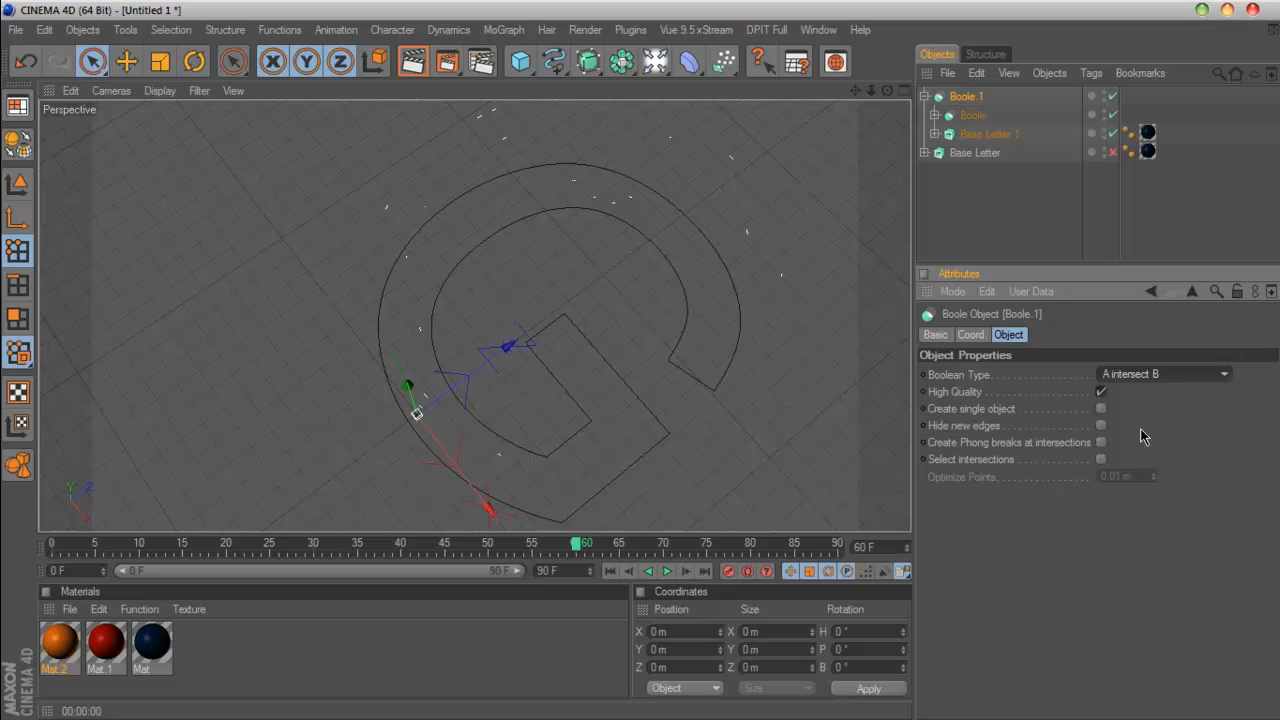 CINEMA 4D (64 Bit) - [Untitled 1 *]
File Edit Objects Tools Selection Structure Functions Animation Character Dynamics MoGraph Hair Render Plugins Vue 9.5 xStream DPIT Full Window Help
Objects Structure
File Edit View Objects Tags Bookmarks
Edit Cameras Display Filter View
Perspective
Boole.1
Boole
Base Letter 1
Base Letter
Attributes
Mode Edit User Data
Boole Object [Boole.1]
Basic Coord. Object
Object Properties
Boolean Type A intersect B
High Quality
Create single object
Hide new edges
Create Phong breaks at intersections
Select intersections
Optimize Points 0.01 m
Y Z X
0 5 10 15 20 25 30 35 40 45 50 55 60 65 70 75 80 85 90 60 F
0 F 0 F 90 F 90 F
Materials
File Edit Function Texture
Mat.2 Mat.1 Mat
Coordinates
Position Size Rotation
X 0 m X 0 m H 0 °
Y 0 m Y 0 m P 0 °
Z 0 m Z 0 m B 0 °
Object Size Apply
MAXON
CINEMA 4D
00:00:00